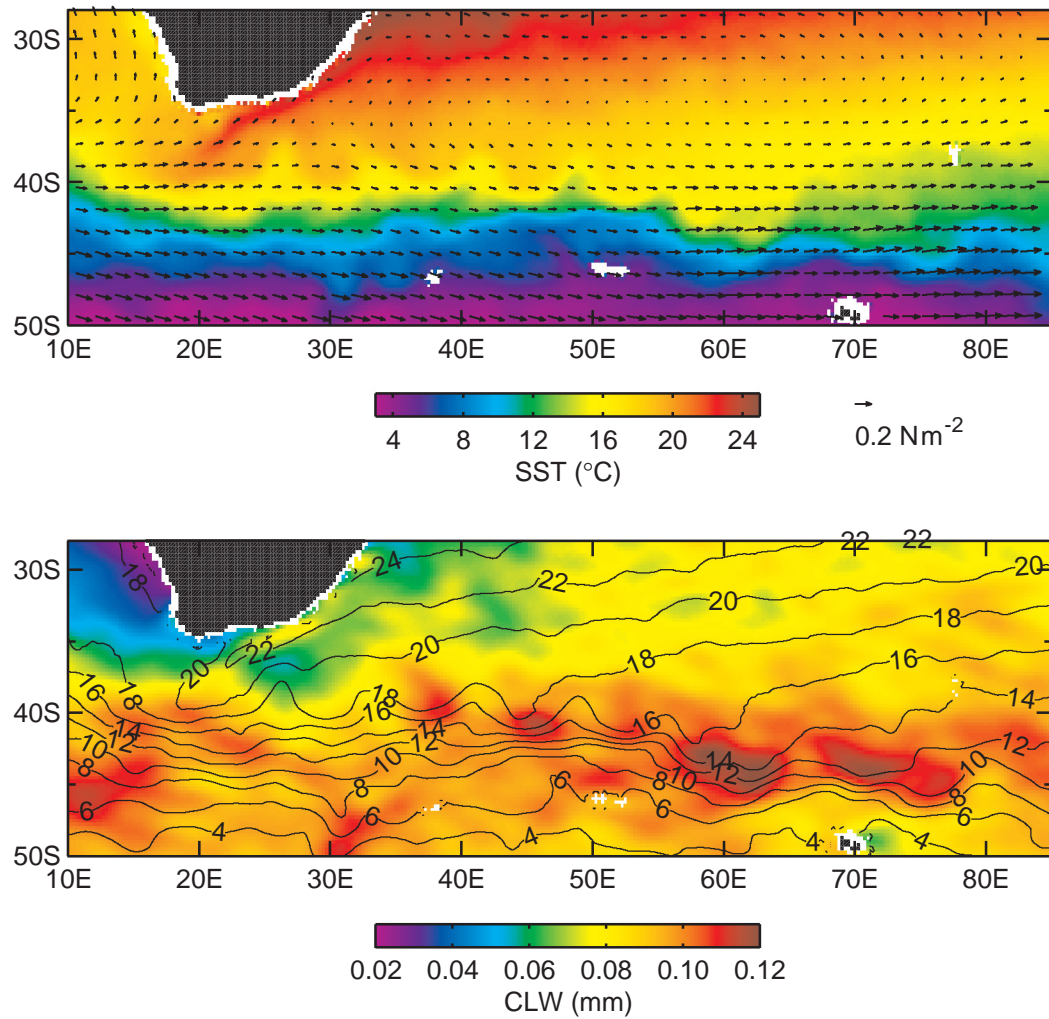 30S
40S
50S
10E 20E 30E 40E 50E 60E 70E 80E
4 8 12 16 20 24
SST (°C)
0.2 Nm-2
22 22
30S 18 24 22 20
20 18
22 20 18 16
20
16 18 18 14
40S 14 16 14 16 12
10 12 12 10 14 10
8 10 8 10 12 8
6 8 6 8 6
6
4 4 4 4
50S
10E 20E 30E 40E 50E 60E 70E 80E
0.02 0.04 0.06 0.08 0.10 0.12
CLW (mm)